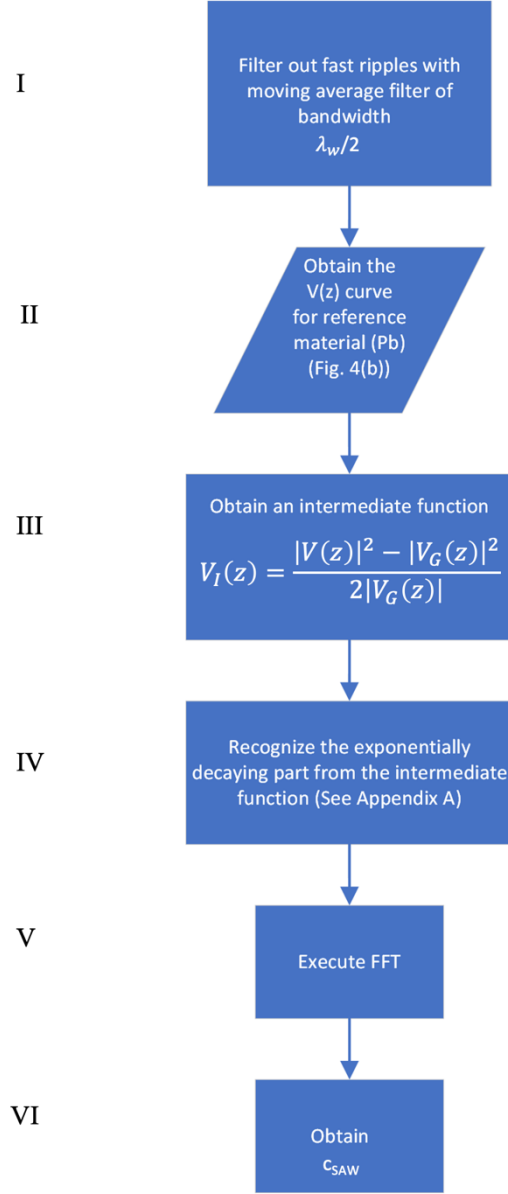 I
Filter out fast ripples with
moving average filter of
bandwidth
λ_w/2
II
Obtain the
V(z) curve
for reference
material (Pb)
(Fig. 4(b))
III
Obtain an intermediate function
V_I(z) = (|V(z)|² − |V_G(z)|²) / (2|V_G(z)|)
IV
Recognize the exponentially
decaying part from the intermediate
function (See Appendix A)
V
Execute FFT
VI
Obtain
c_SAW